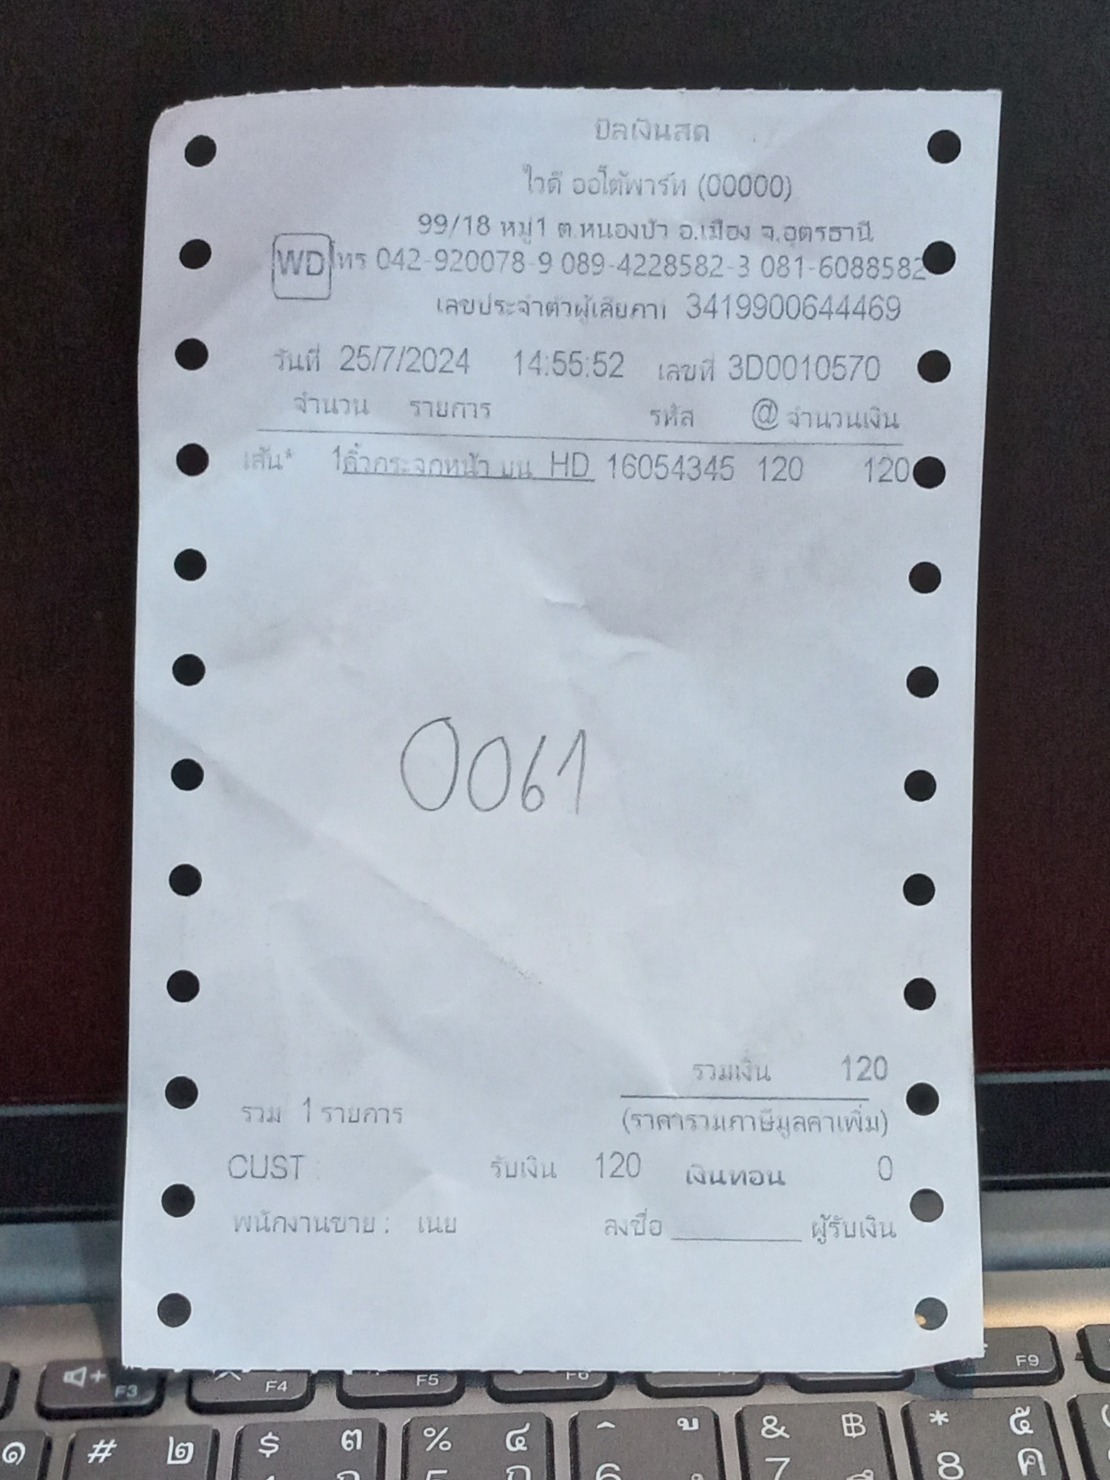 บิลเงินสด
ไวดี ออโต้พาร์ท (00000)
99/18 หมู่1 ต.หนองบัว อ.เมือง จ.อุดรธานี
WD โทร 042-920078-9 089-4228582-3 081-6088582
เลขประจำตัวผู้เสียภาษี 3419900644469
วันที่ 25/7/2024 14:55:52 เลขที่ 3D0010570
จำนวน รายการ รหัส @ จำนวนเงิน
เส้น* 1คิ้วกระจกหน้า บน HD 16054345 120 120
0061
รวมเงิน 120
รวม 1 รายการ (ราคารวมภาษีมูลค่าเพิ่ม)
CUST รับเงิน 120 เงินทอน 0
พนักงานขาย : เนย ลงชื่อ ผู้รับเงิน
F3 F4 F5 F6 F9
๑ # ๒ $ ๓ % ๔ ู ๕ & ฿ * ๕
7 8 ค